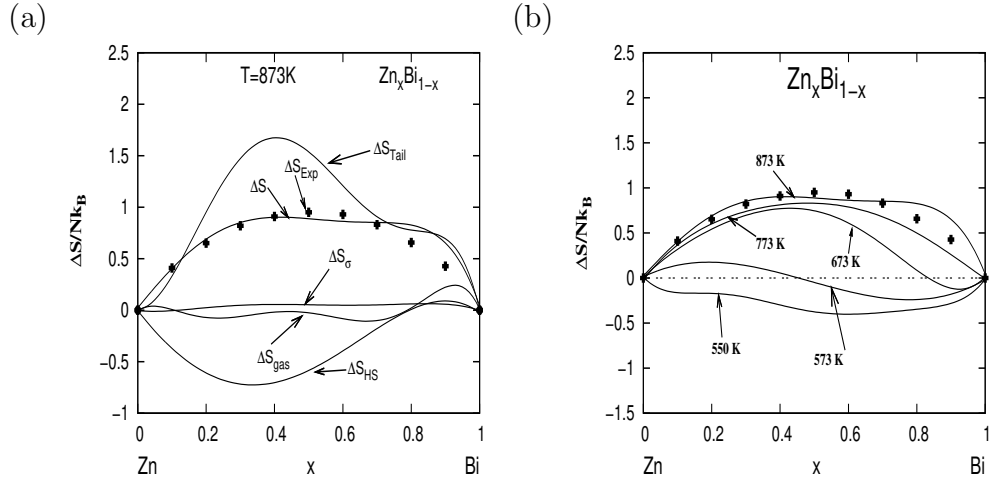 (a)
(b)
2.5
2
1.5
1
0.5
0
−0.5
−1
ΔS/Nk_B
T=873K
Zn_xBi_{1−x}
ΔS_Tail
ΔS_Exp
ΔS
ΔS_σ
ΔS_gas
ΔS_HS
0 0.2 0.4 0.6 0.8 1
Zn x Bi
2.5
2
1.5
1
0.5
0
−0.5
−1
−1.5
ΔS/Nk_B
Zn_xBi_{1−x}
873 K
773 K
673 K
550 K
573 K
0 0.2 0.4 0.6 0.8 1
Zn x Bi